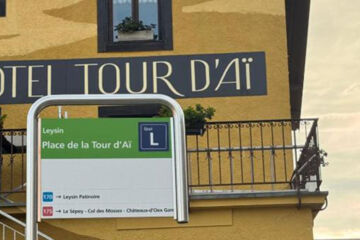 OTEL TOUR D'AÏ
Leysin
Place de la Tour d'Aï
L
170 → Leysin Patinoire
175 → Le Sépey - Col des Mosses - Château-d'Oex Gare